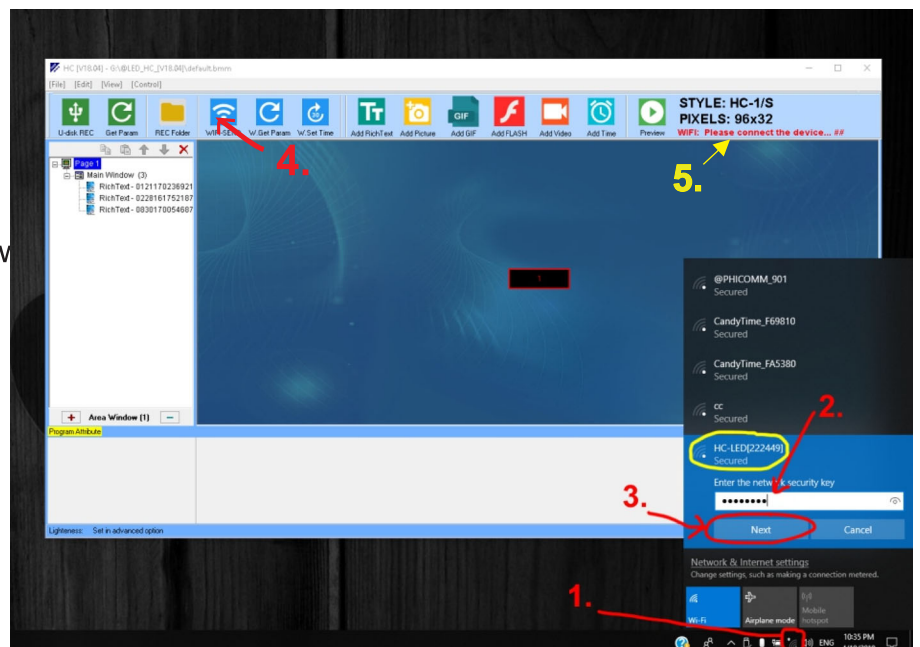 HC [V18.04] - G:\@LED_HC_[V18.04]\default.bmm
[File] [Edit] [View] [Control]
U-disk REC Get Param REC Folder WIFI-SEND W.Get Param W.Set Time Add RichText Add Picture Add GIF Add FLASH Add Video Add Time Preview
GIF
STYLE: HC-1/S
PIXELS: 96x32
WIFI: Please connect the device... ##
4.
5.
Page 1
Main Window (3)
RichText - 0121170236921
RichText - 0228161752187
RichText - 0830170054687
1
Area Window (1)
Program Attribute
Lighteness: Set in advanced option
@PHICOMM_901
Secured
CandyTime_F69810
Secured
CandyTime_FA5380
Secured
cc
Secured
2.
HC-LED[222449]
Secured
Enter the network security key
3.
Next Cancel
Network & Internet settings
Change settings, such as making a connection metered.
1.
Wi-Fi Airplane mode Mobile hotspot
ENG
10:35 PM